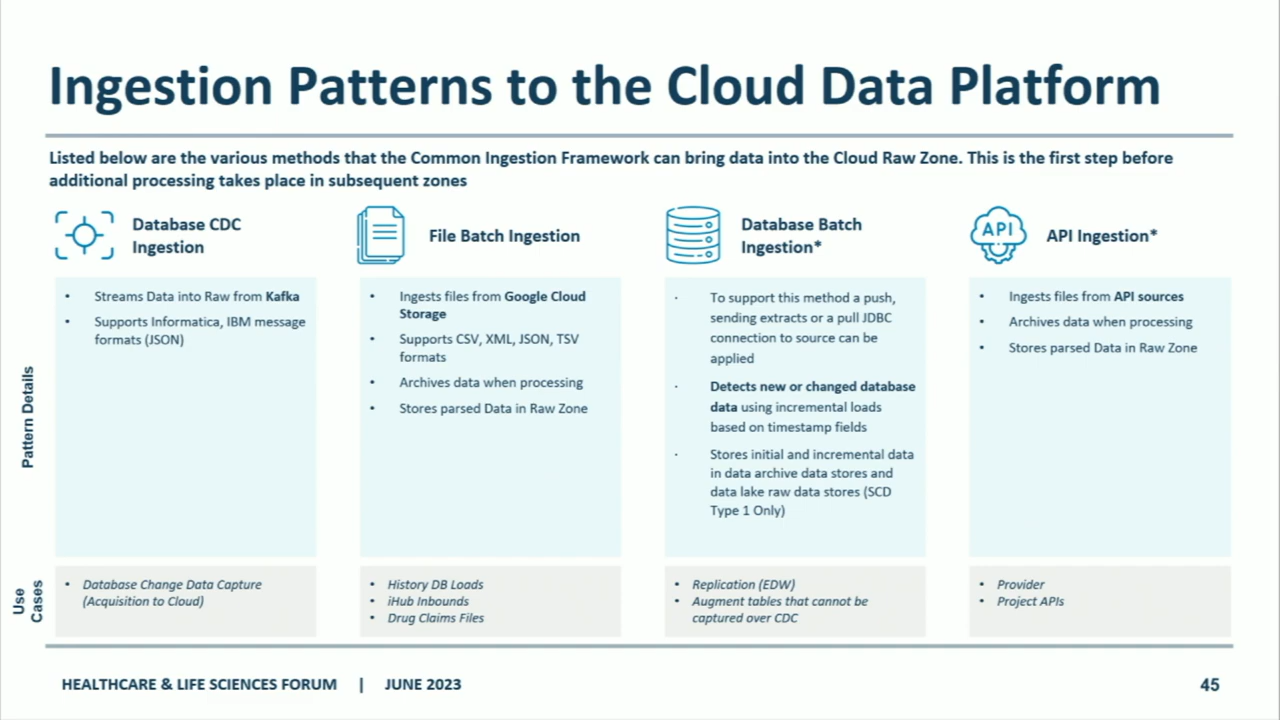 Ingestion Patterns to the Cloud Data Platform
Listed below are the various methods that the Common Ingestion Framework can bring data into the Cloud Raw Zone. This is the first step before
additional processing takes place in subsequent zones
Database CDC
Ingestion
File Batch Ingestion
Database Batch
Ingestion*
API
API Ingestion*
Pattern Details
• Streams Data into Raw from Kafka
• Supports Informatica, IBM message
formats (JSON)
• Ingests files from Google Cloud
Storage
• Supports CSV, XML, JSON, TSV
formats
• Archives data when processing
• Stores parsed Data in Raw Zone
· To support this method a push,
sending extracts or a pull JDBC
connection to source can be
applied
· Detects new or changed database
data using incremental loads
based on timestamp fields
· Stores initial and incremental data
in data archive data stores and
data lake raw data stores (SCD
Type 1 Only)
• Ingests files from API sources
• Archives data when processing
• Stores parsed Data in Raw Zone
Use
Cases
• Database Change Data Capture
(Acquisition to Cloud)
• History DB Loads
• iHub Inbounds
• Drug Claims Files
• Replication (EDW)
• Augment tables that cannot be
captured over CDC
• Provider
• Project APIs
HEALTHCARE & LIFE SCIENCES FORUM | JUNE 2023
45